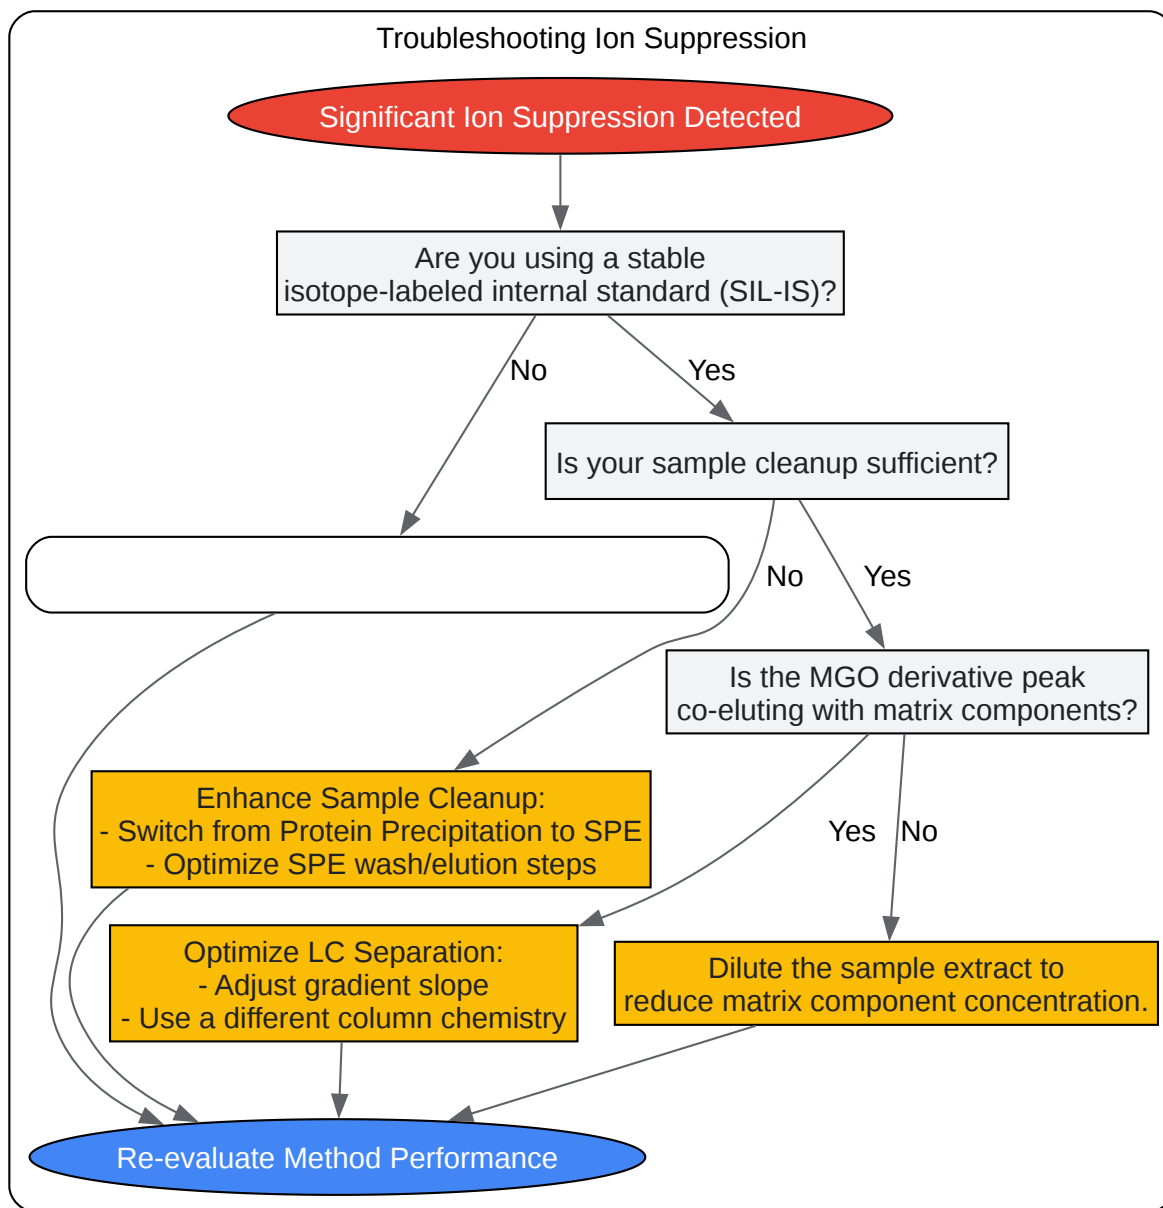 Troubleshooting Ion Suppression
Significant Ion Suppression Detected
Are you using a stable
isotope-labeled internal standard (SIL-IS)?
No
Yes
Is your sample cleanup sufficient?
No
Yes
Is the MGO derivative peak
co-eluting with matrix components?
Enhance Sample Cleanup:
- Switch from Protein Precipitation to SPE
- Optimize SPE wash/elution steps
Yes
No
Optimize LC Separation:
- Adjust gradient slope
- Use a different column chemistry
Dilute the sample extract to
reduce matrix component concentration.
Re-evaluate Method Performance